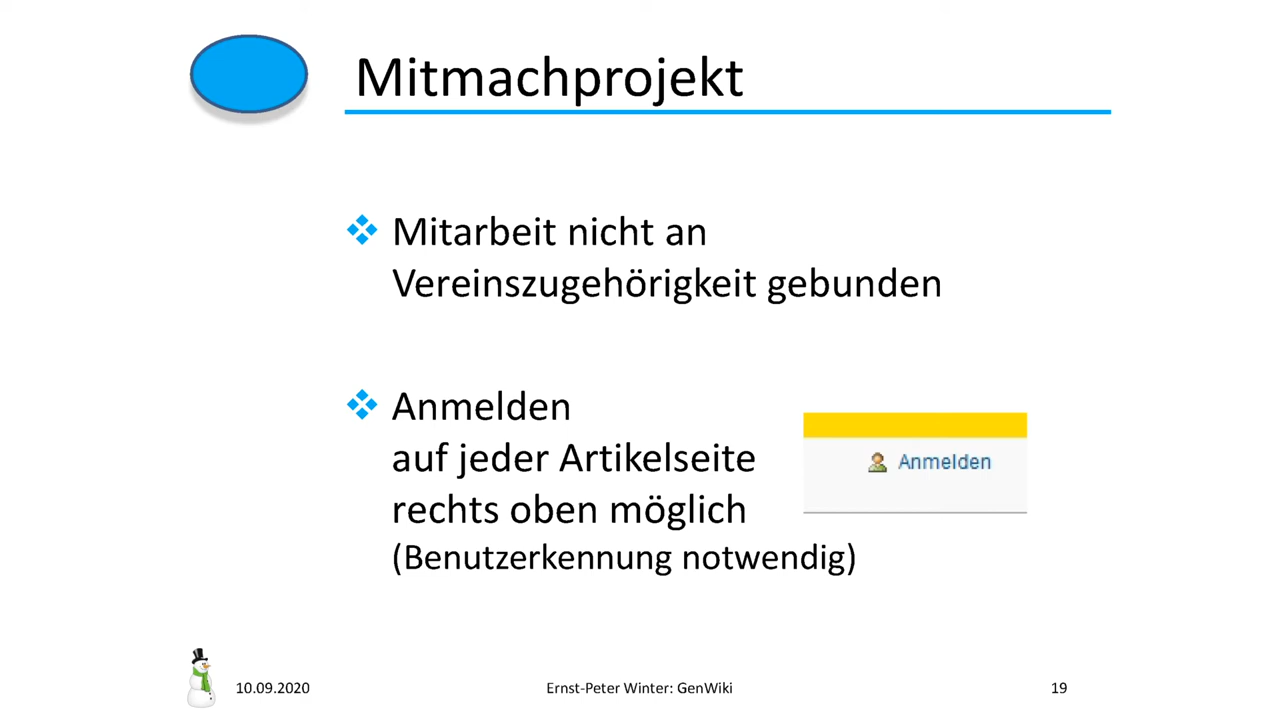 Mitmachprojekt
Mitarbeit nicht an
Vereinszugehörigkeit gebunden
Anmelden
auf jeder Artikelseite
rechts oben möglich
(Benutzerkennung notwendig)
Anmelden
10.09.2020
Ernst-Peter Winter: GenWiki
19